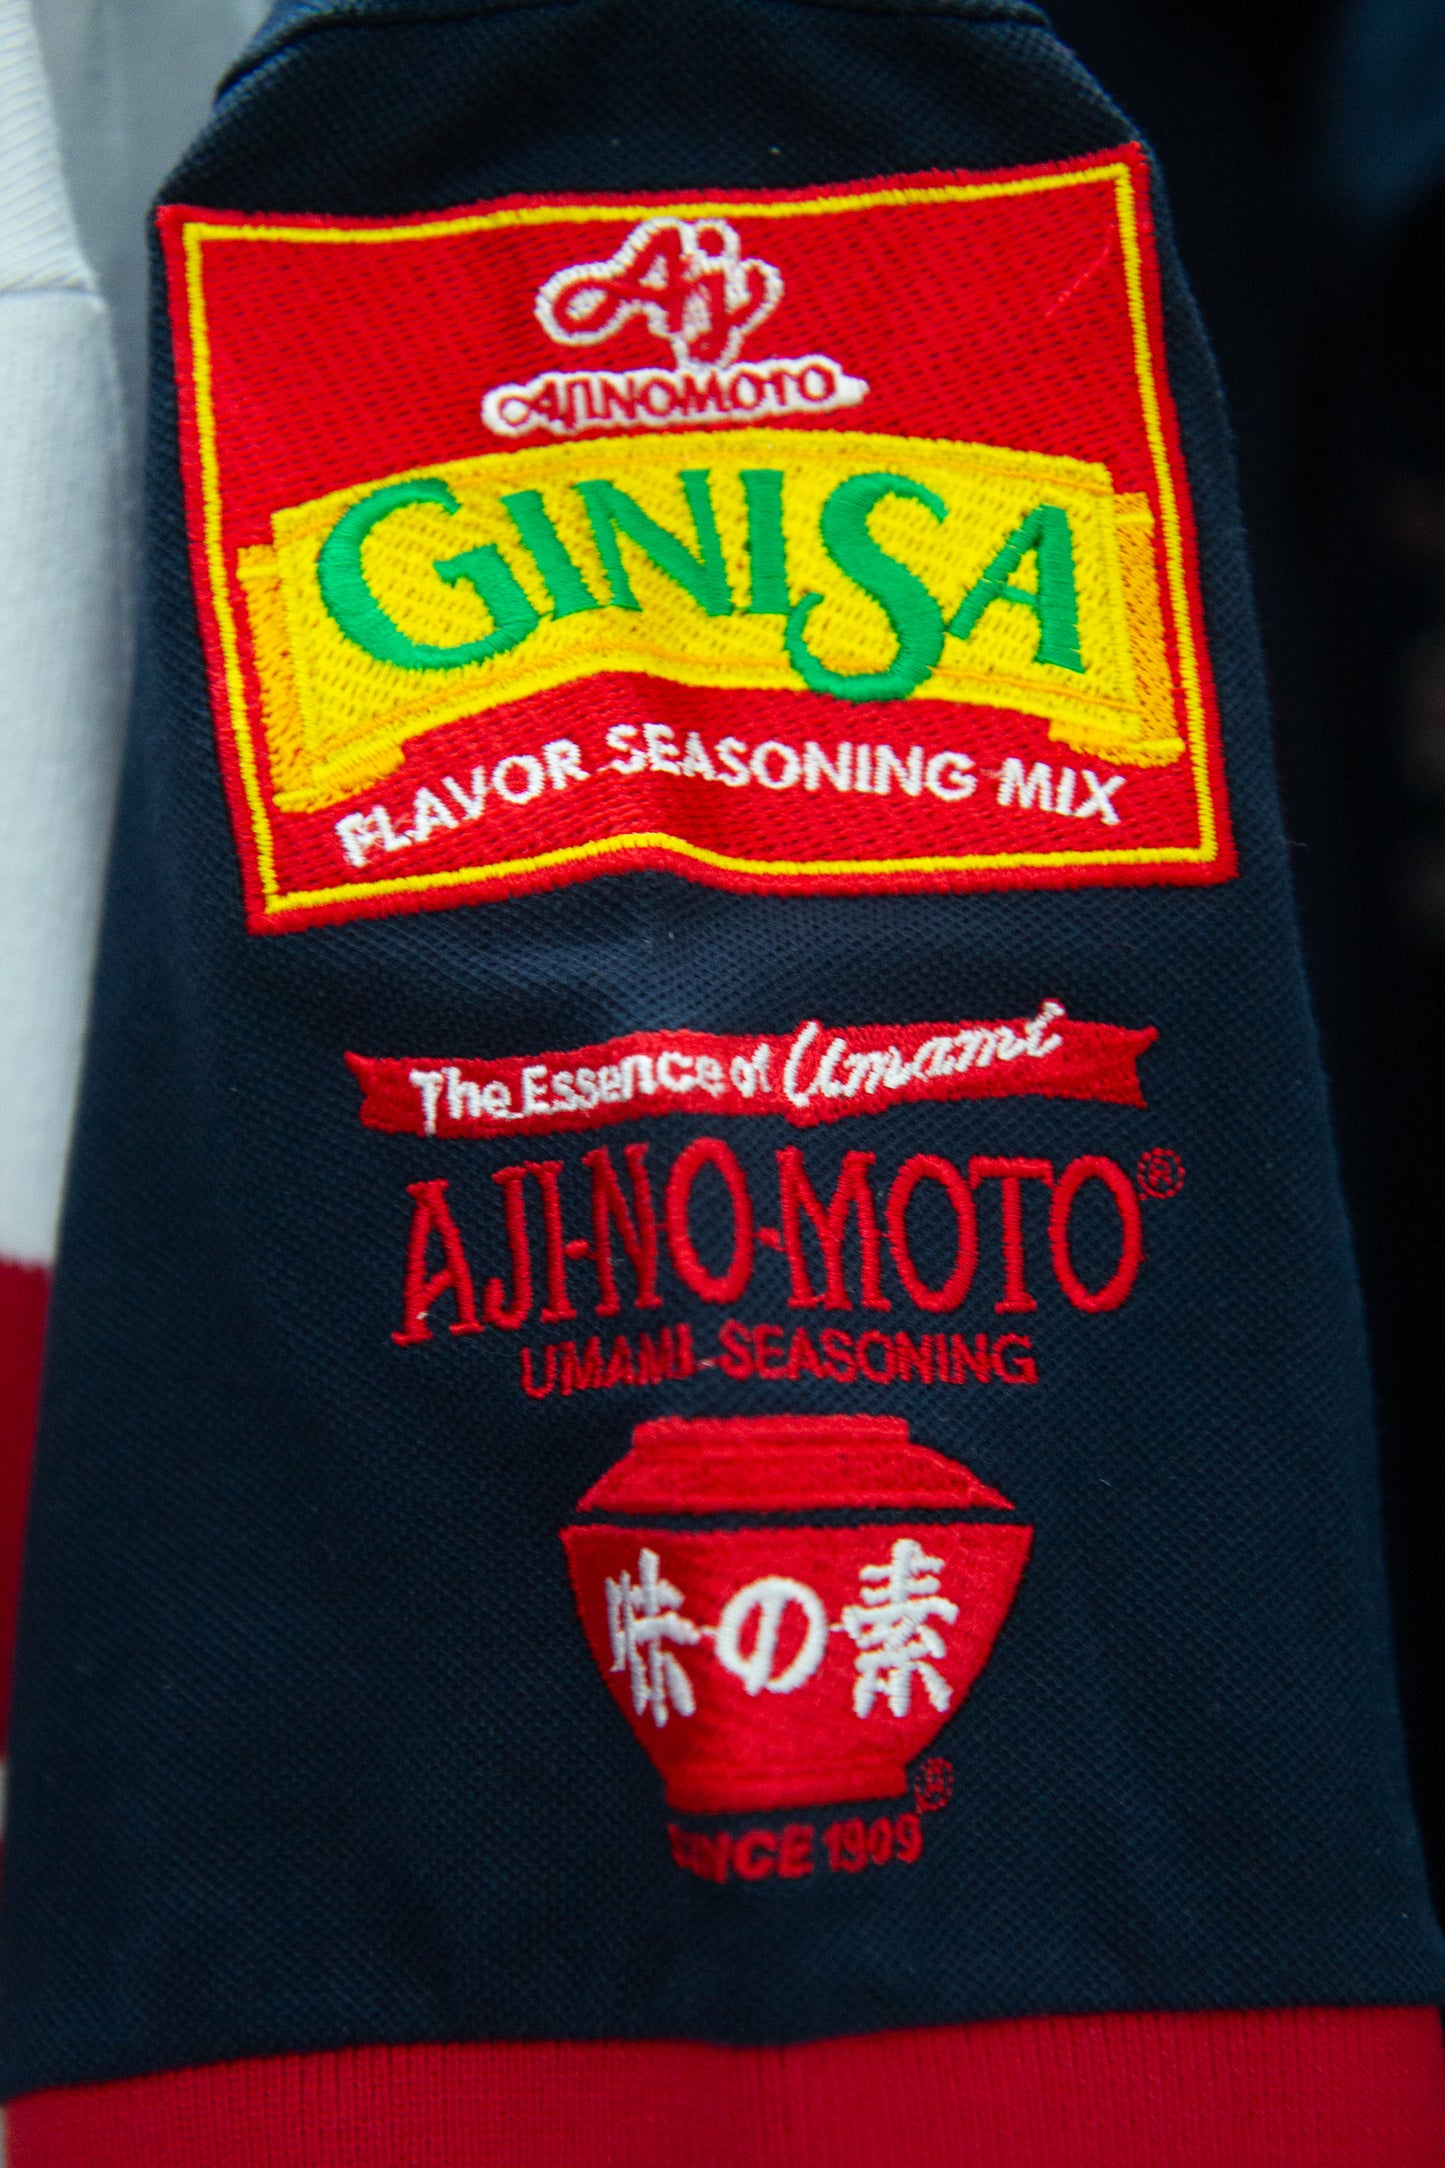 Aj
AJINOMOTO
GINISA
FLAVOR SEASONING MIX
The Essence of Umami
AJI-NO-MOTO®
UMAMI SEASONING
味の素
®
SINCE 1909